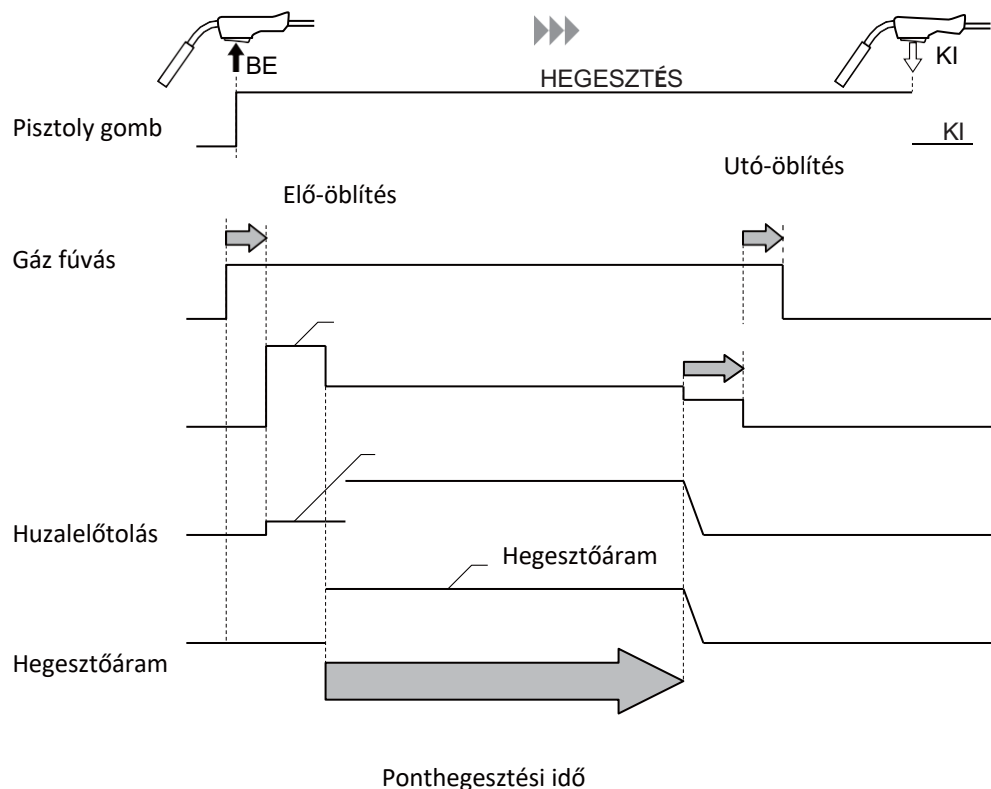 BE
KI
HEGESZTÉS
Pisztoly gomb
KI
Utó-öblítés
Elő-öblítés
Gáz fúvás
Huzalelőtolás
Hegesztőáram
Hegesztőáram
Ponthegesztési idő